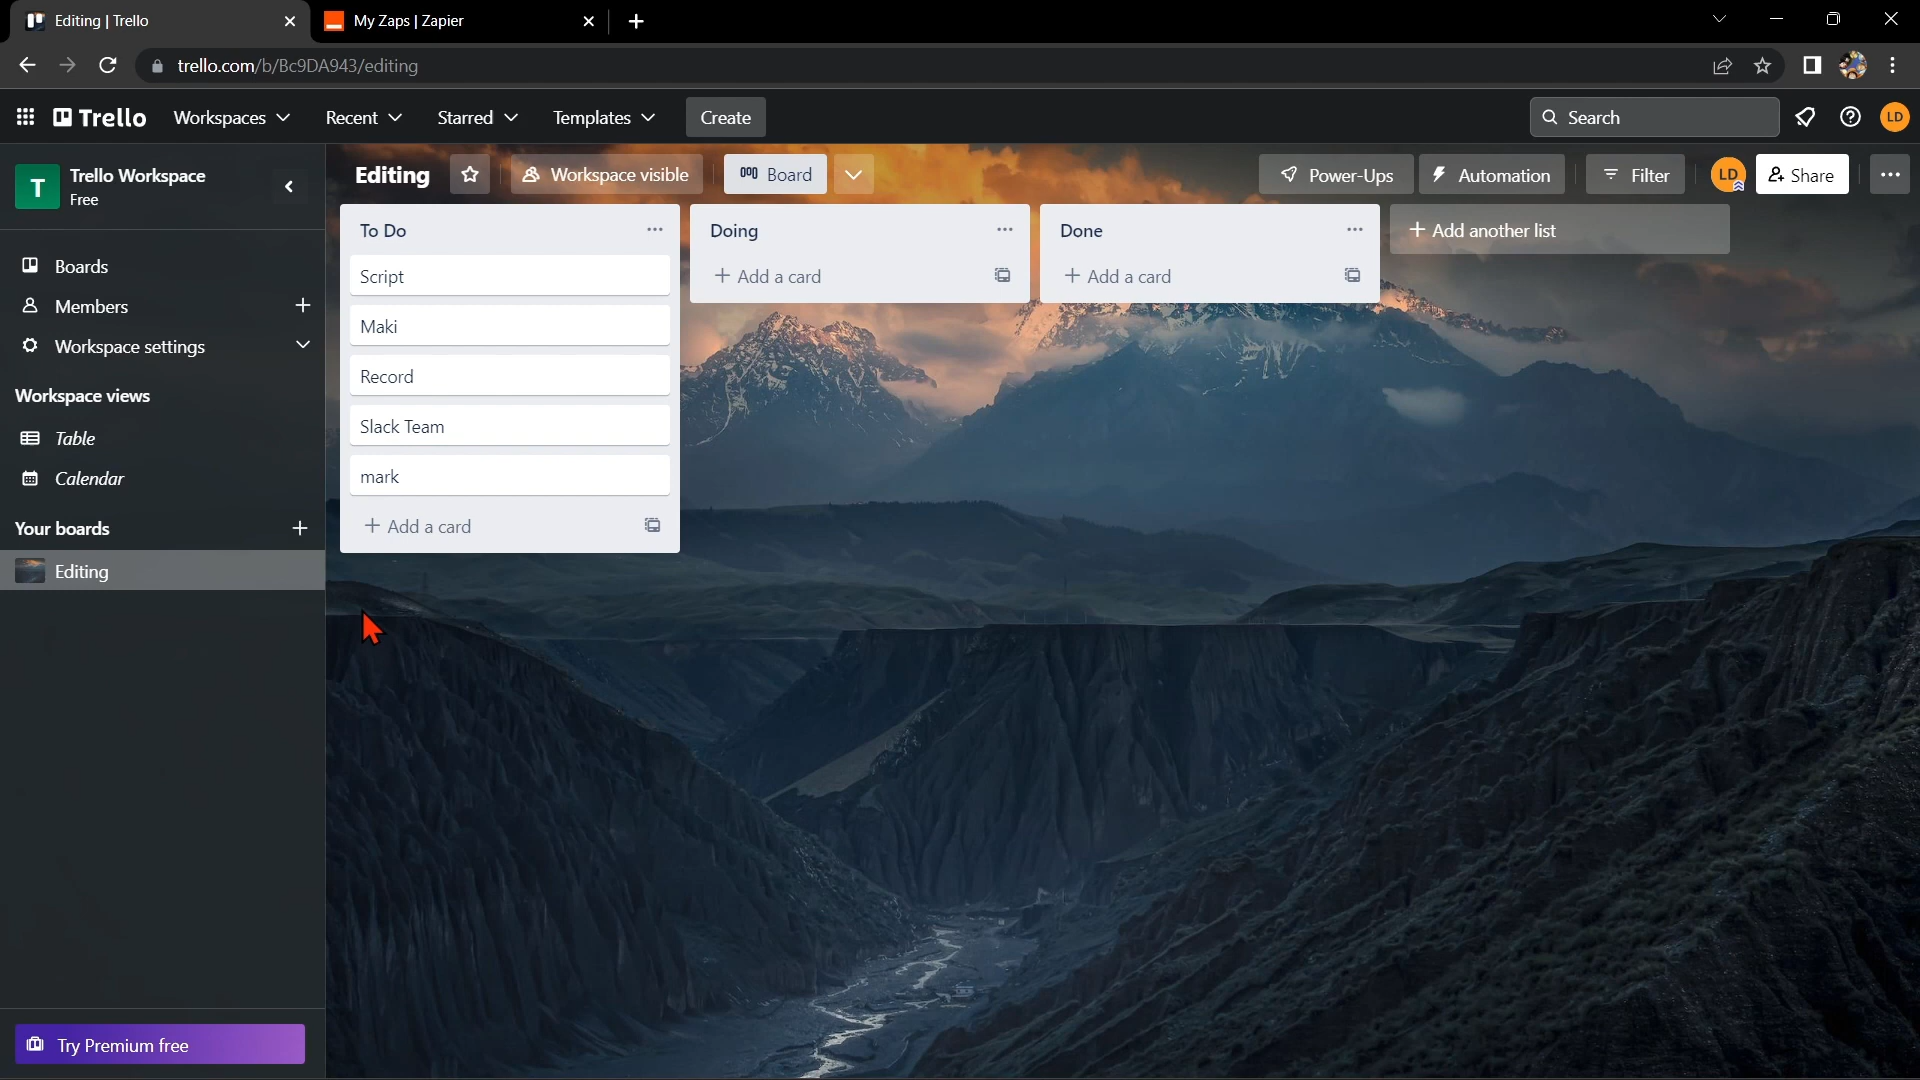 Editing | Trello
My Zaps | Zapier
trello.com/b/Bc9DA943/editing
Trello
Workspaces
Recent
Starred
Templates
Create
Search
LD
T
Trello Workspace
Free
Editing
Workspace visible
Board
Power-Ups
Automation
Filter
LD
Share
Boards
Members
Workspace settings
Workspace views
Table
Calendar
Your boards
Editing
Try Premium free
To Do
Script
Maki
Record
Slack Team
mark
Add a card
Doing
Add a card
Done
Add a card
Add another list